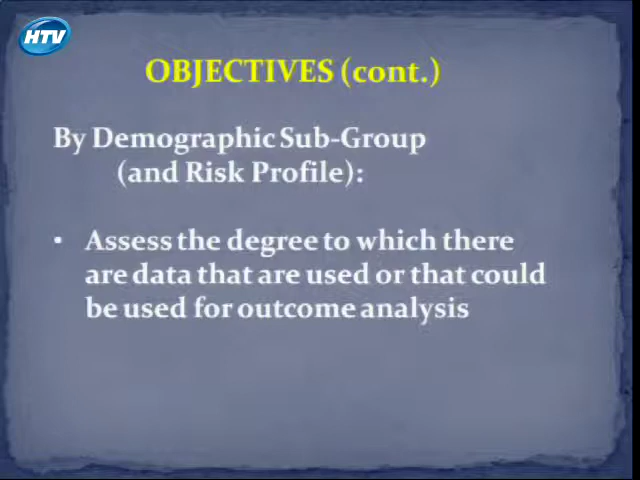 HTV
OBJECTIVES (cont.)
By Demographic Sub-Group
(and Risk Profile):
• Assess the degree to which there
are data that are used or that could
be used for outcome analysis